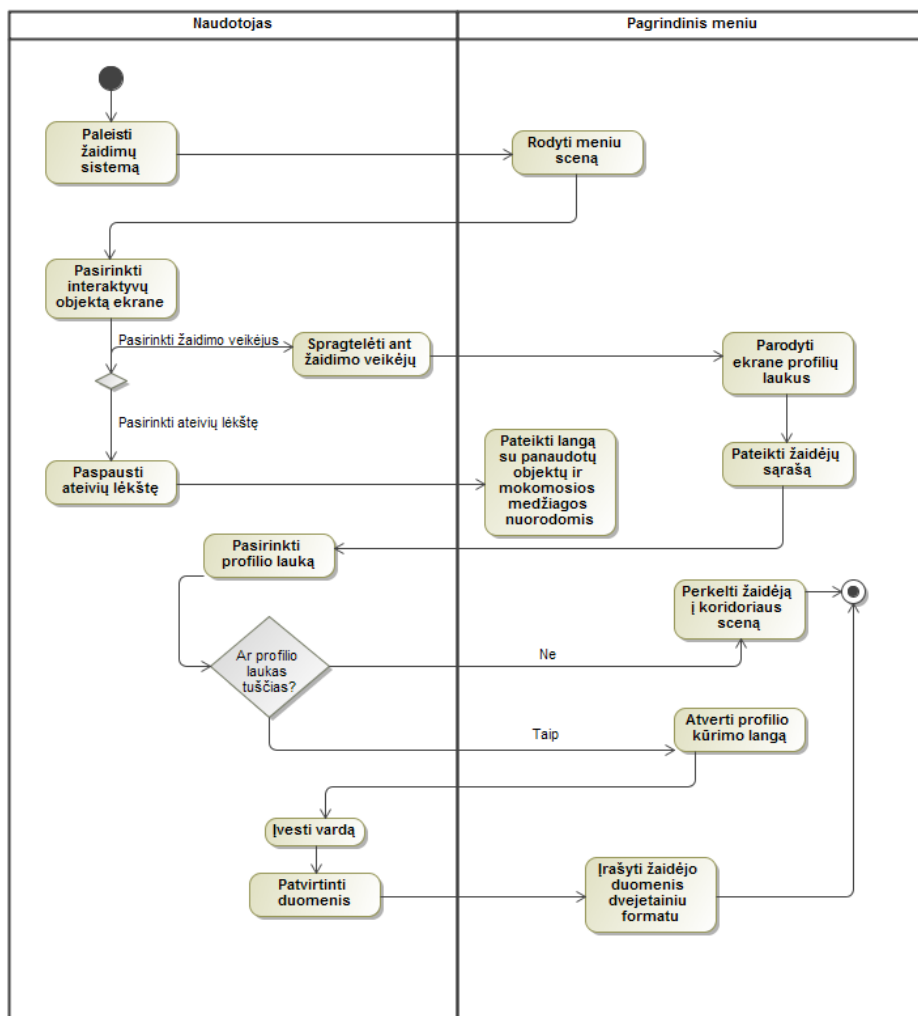 Naudotojas
Pagrindinis meniu
Paleisti
žaidimų
sistemą
Rodyti meniu
sceną
Pasirinkti
interaktyvų
objektą ekrane
Pasirinkti žaidimo veikėjus
Spragtelėti ant
žaidimo veikėjų
Parodyti
ekrane profilių
laukus
Pasirinkti ateivių lėkštę
Paspausti
ateivių lėkštę
Pateikti langą
su panaudotų
objektų ir
mokomosios
medžiagos
nuorodomis
Pateikti žaidėjų
sąrašą
Pasirinkti
profilio lauką
Perkelti žaidėją
į koridoriaus
sceną
Ar profilio
laukas
tuščias?
Ne
Taip
Atverti profilio
kūrimo langą
Įvesti vardą
Patvirtinti
duomenis
Įrašyti žaidėjo
duomenis
dvejetainiu
formatu